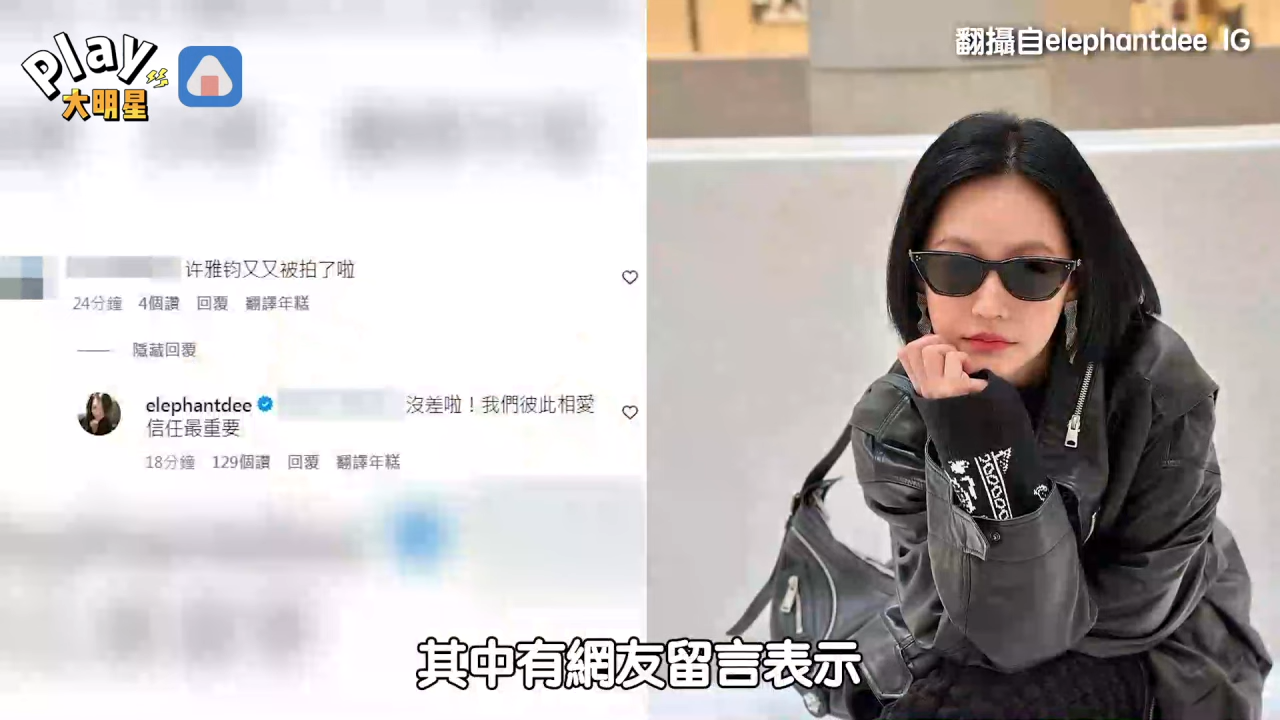 Play
大明星
翻攝自elephantdee IG
许雅钧又又被拍了啦
24分鐘 4個讚 回覆 翻譯年糕
隱藏回覆
elephantdee 沒差啦！我們彼此相愛
信任最重要
18分鐘 129個讚 回覆 翻譯年糕
其中有網友留言表示